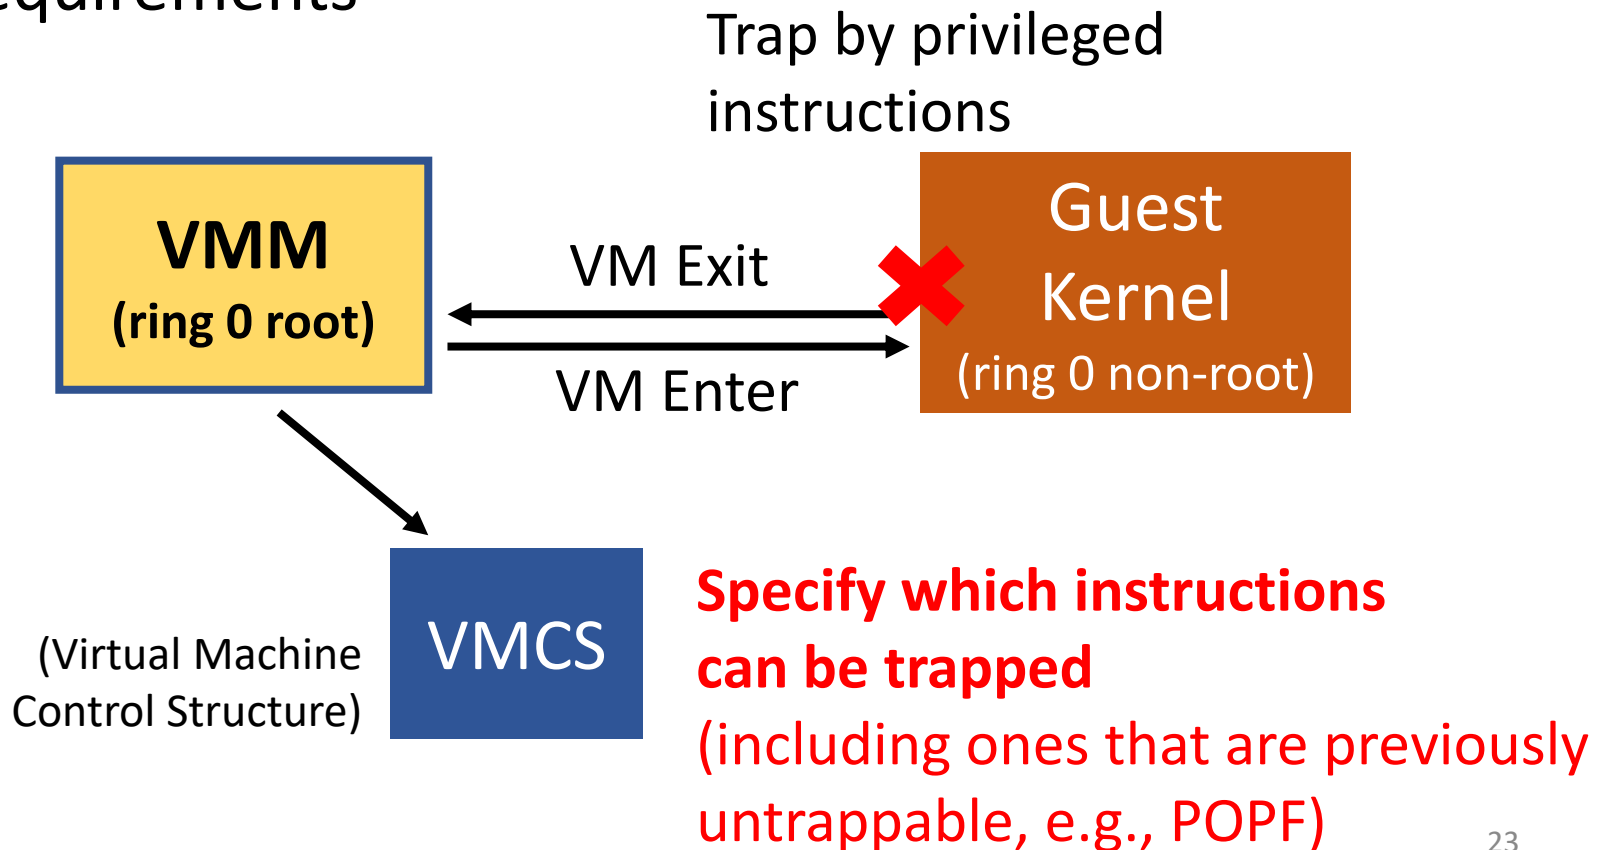 Trap by privileged
instructions
VMM
(ring 0 root)
VM Exit
VM Enter
Guest
Kernel
(ring 0 non-root)
(Virtual Machine
Control Structure)
VMCS
Specify which instructions
can be trapped
(including ones that are previously
untrappable, e.g., POPF)
23